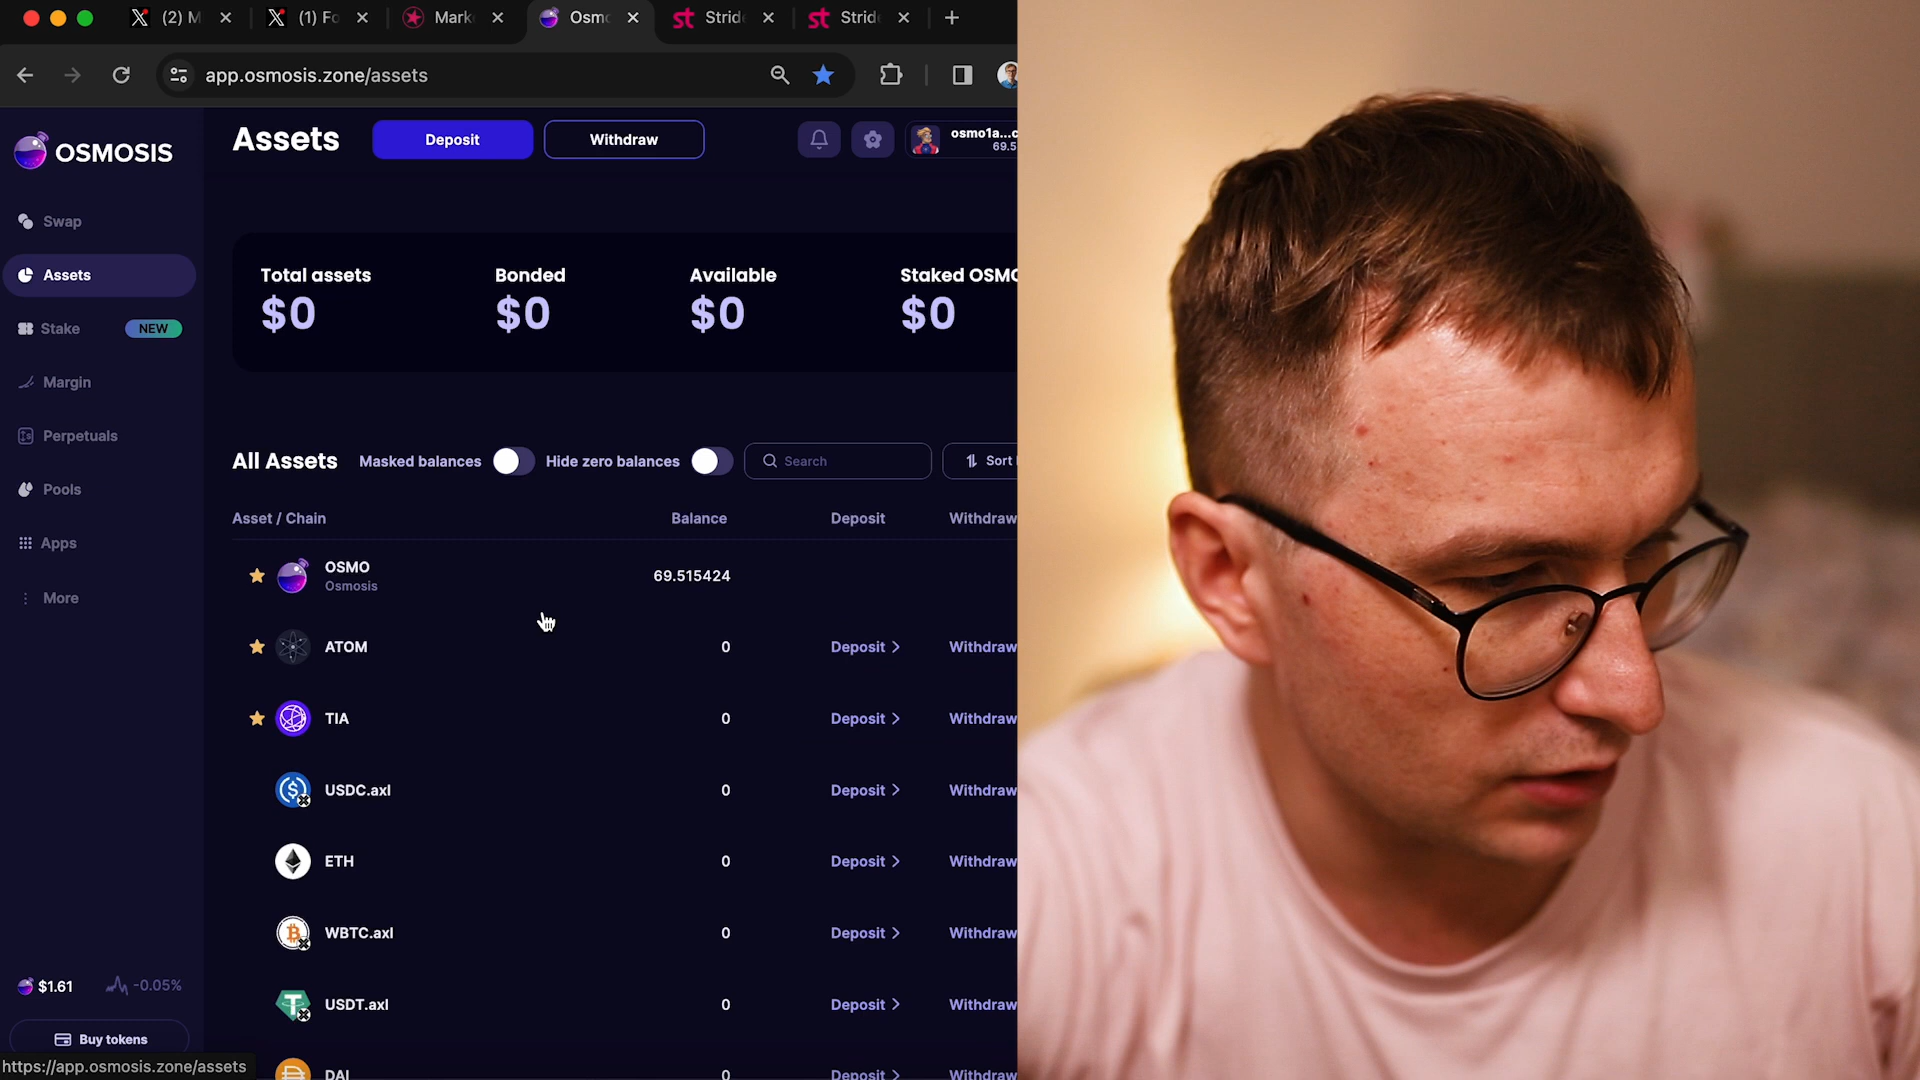 (2) M
(1) Fo
Mark
Osmo
Stride
Stride
app.osmosis.zone/assets
OSMOSIS
Assets
Deposit
Withdraw
osmo1a...c
69.5
Swap
Assets
Stake
NEW
Margin
Perpetuals
Pools
Apps
More
Total assets
$0
Bonded
$0
Available
$0
Staked OSMO
$0
All Assets
Masked balances
Hide zero balances
Search
Sort
Asset / Chain
Balance
Deposit
Withdraw
OSMO
Osmosis
69.515424
ATOM
0
Deposit
Withdraw
TIA
0
Deposit
Withdraw
USDC.axl
0
Deposit
Withdraw
ETH
0
Deposit
Withdraw
WBTC.axl
0
Deposit
Withdraw
USDT.axl
0
Deposit
Withdraw
DAI
0
Deposit
Withdraw
$1.61
-0.05%
Buy tokens
https://app.osmosis.zone/assets